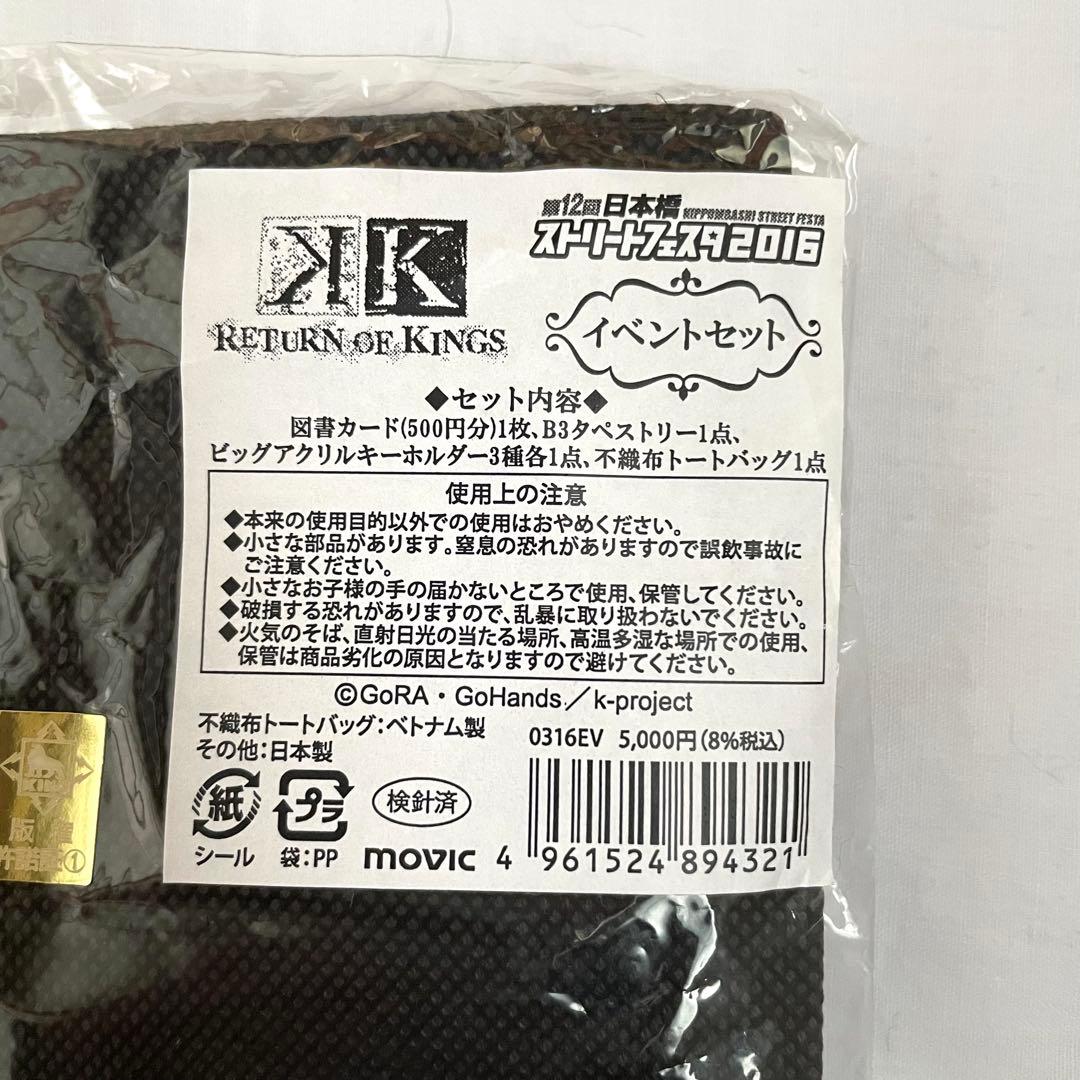 K K
RETURN OF KINGS
第12回 日本橋 NIPPONBASHI STREET FESTA
ストリートフェスタ2016
イベントセット
◆セット内容◆
図書カード(500円分)1枚、B3タペストリー1点、
ビッグアクリルキーホルダー3種各1点、不織布トートバッグ1点
使用上の注意
◆本来の使用目的以外での使用はおやめください。
◆小さな部品があります。窒息の恐れがありますので誤飲事故に
ご注意ください。
◆小さなお子様の手の届かないところで使用、保管してください。
◆破損する恐れがありますので、乱暴に取り扱わないでください。
◆火気のそば、直射日光の当たる場所、高温多湿な場所での使用、
保管は商品劣化の原因となりますので避けてください。
©GoRA・GoHands／k-project
不織布トートバッグ：ベトナム製
その他：日本製
0316EV 5,000円(8%税込)
紙 プラ 検針済
シール 袋：PP movic 4 961524 894321
KING
版権
許諾証①